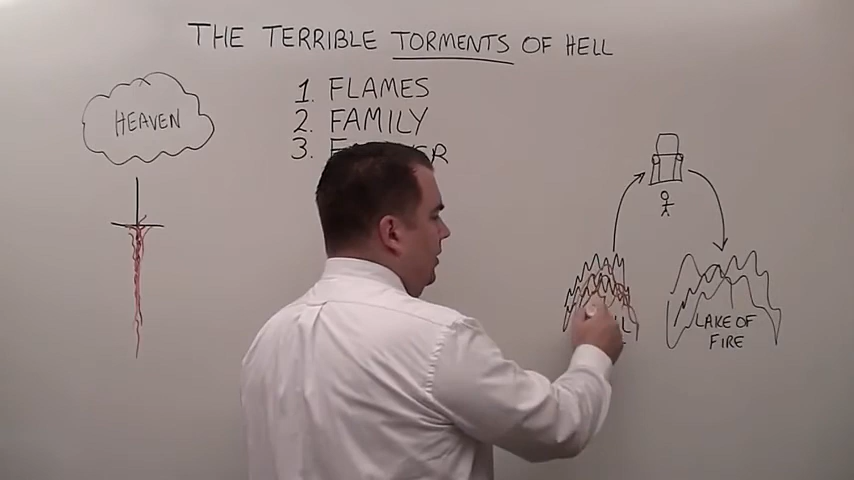 THE TERRIBLE TORMENTS OF HELL
HEAVEN
1. FLAMES
2. FAMILY
3.
LAKE OF
FIRE